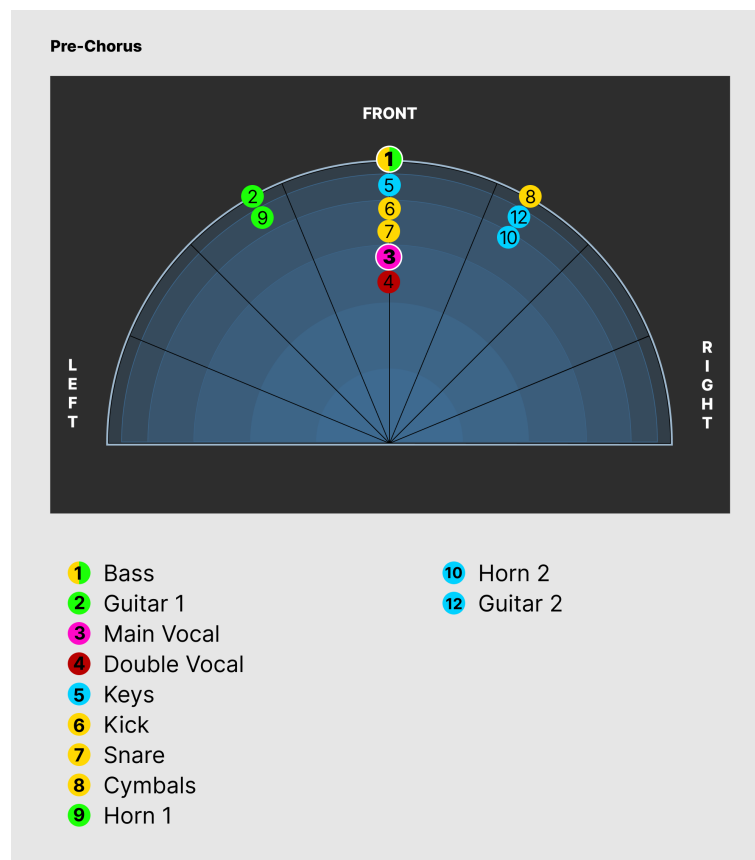 Pre-Chorus
FRONT
1
5
2
8
6
9
12
7
10
3
4
LEFT
RIGHT
1 Bass
2 Guitar 1
3 Main Vocal
4 Double Vocal
5 Keys
6 Kick
7 Snare
8 Cymbals
9 Horn 1
10 Horn 2
12 Guitar 2